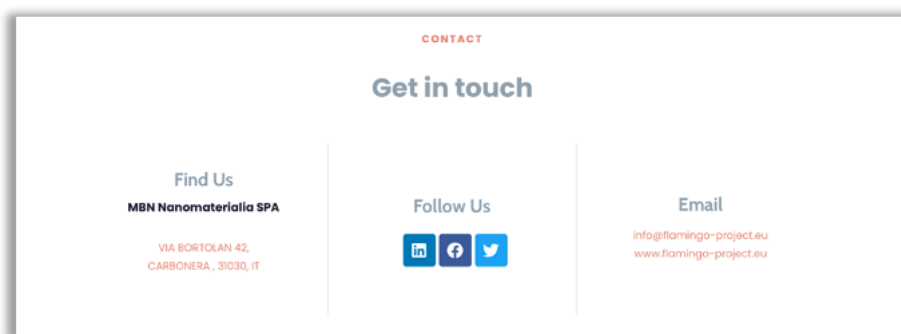 CONTACT
Get in touch
Find Us
MBN Nanomaterialia SPA
VIA BORTOLAN 42,
CARBONERA , 31030, IT
Follow Us
in
f
Email
info@flamingo-project.eu
www.flamingo-project.eu